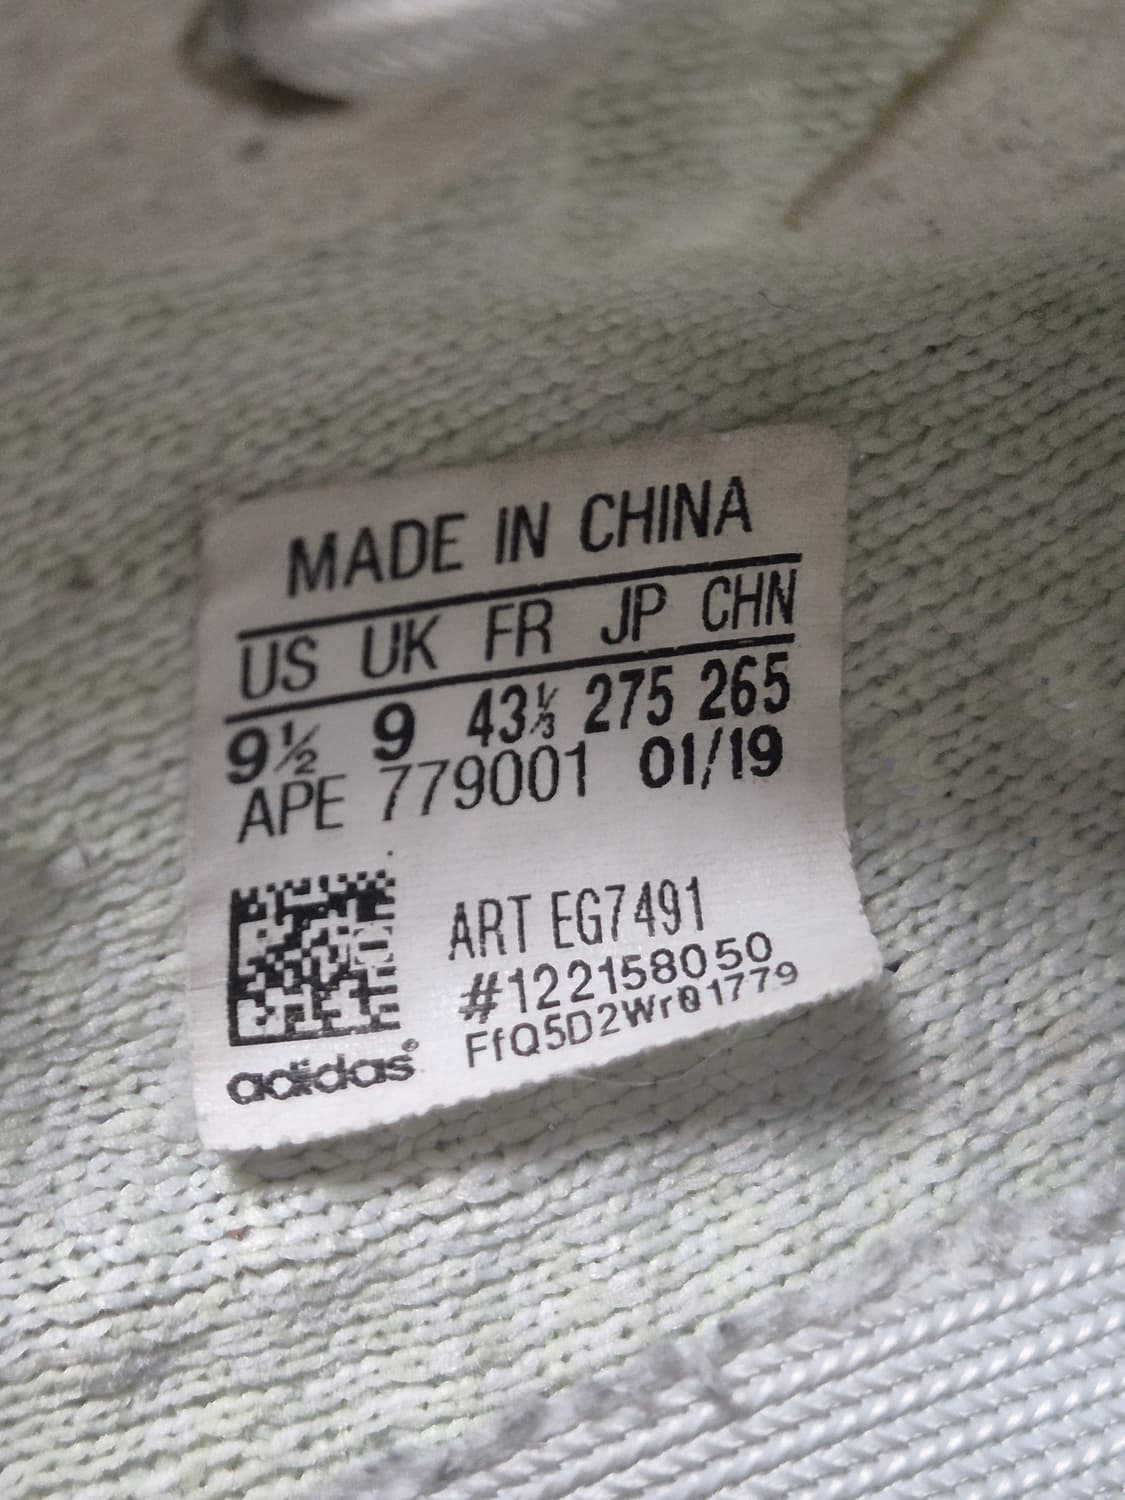 MADE IN CHINA
US UK FR JP CHN
9½ 9 43⅓ 275 265
APE 779001 01/19
ART EG7491
#122158050
FfQ5D2Wr01779
adidas®